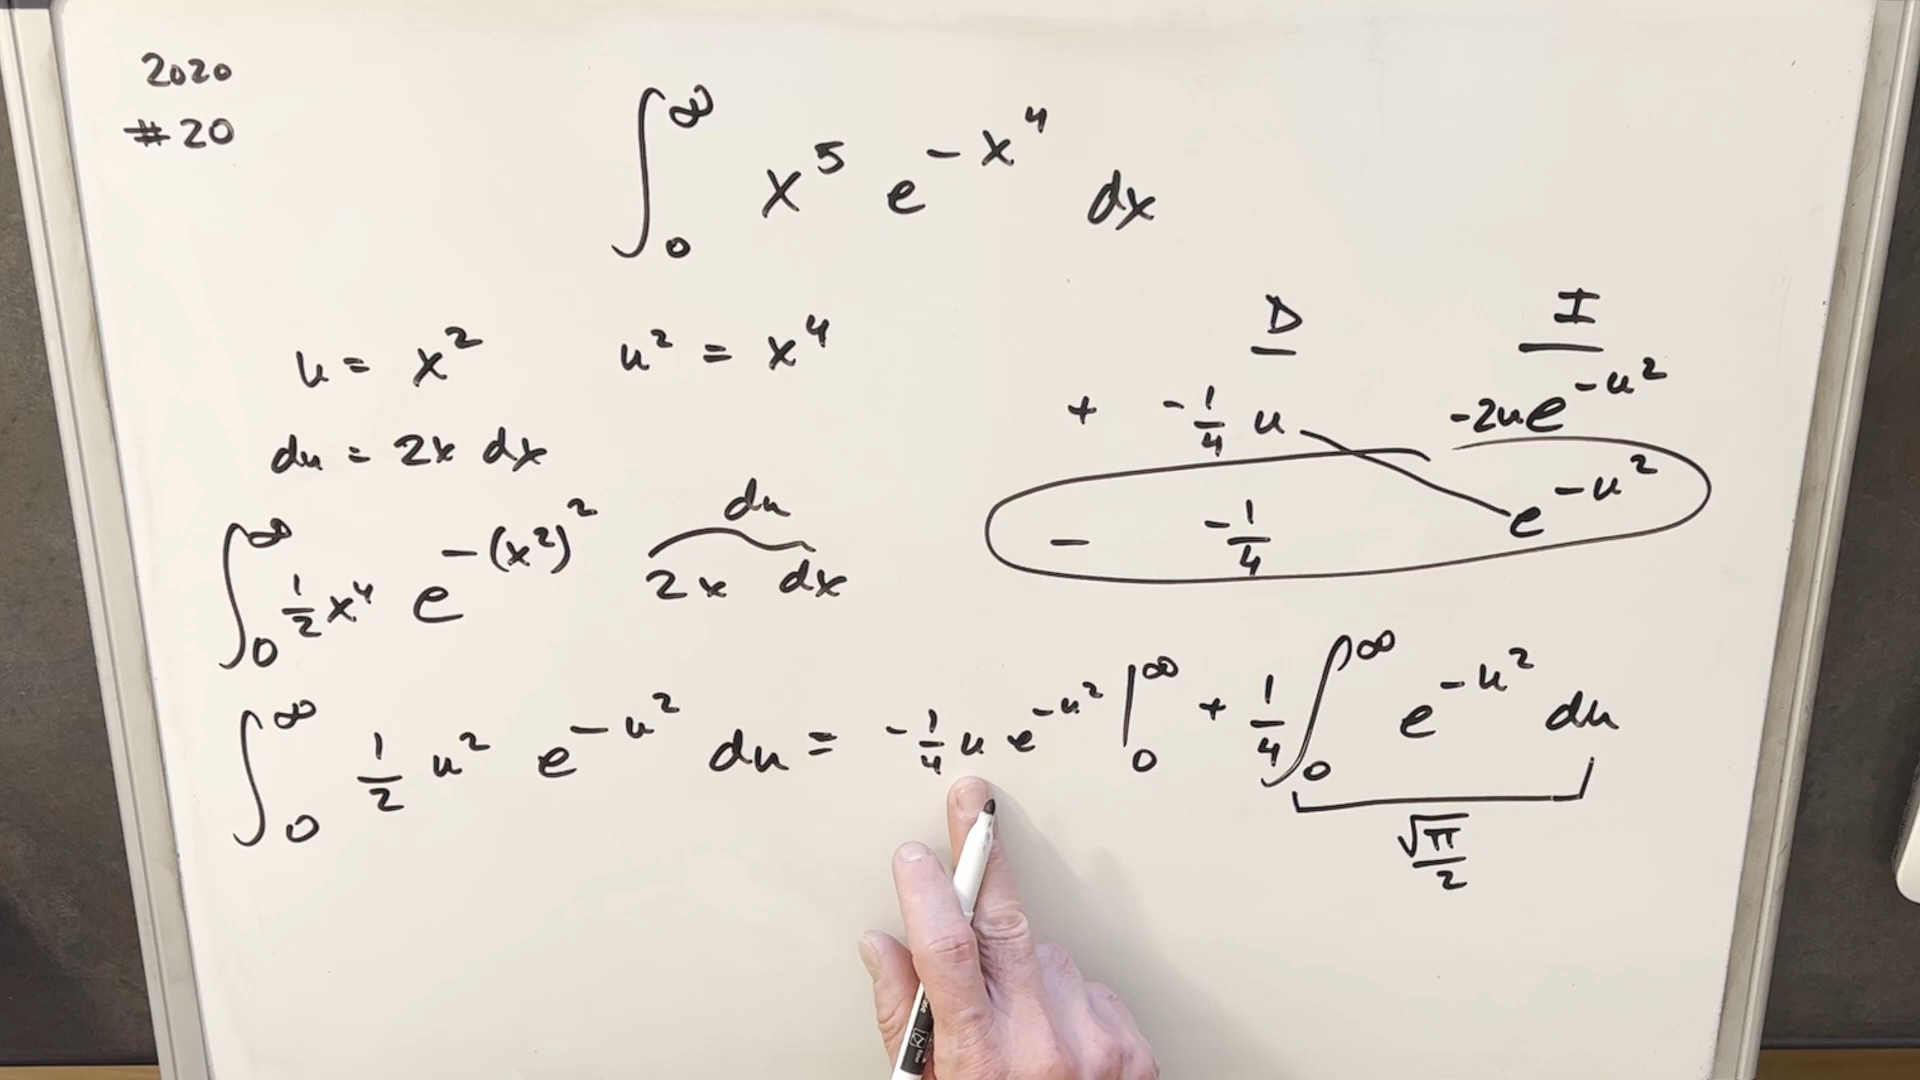 2020
#20
∫₀^∞ x⁵ e^{-x⁴} dx
u = x²    u² = x⁴
du = 2x dx
∫₀^∞ ½x⁴ e^{-(x²)²} 2x dx
du
D    I
+    -¼ u    -2ue^{-u²}
-    -¼    e^{-u²}
∫₀^∞ ½ u² e^{-u²} du = -¼ u e^{-u²} |₀^∞ + ¼ ∫₀^∞ e^{-u²} du
√π/2